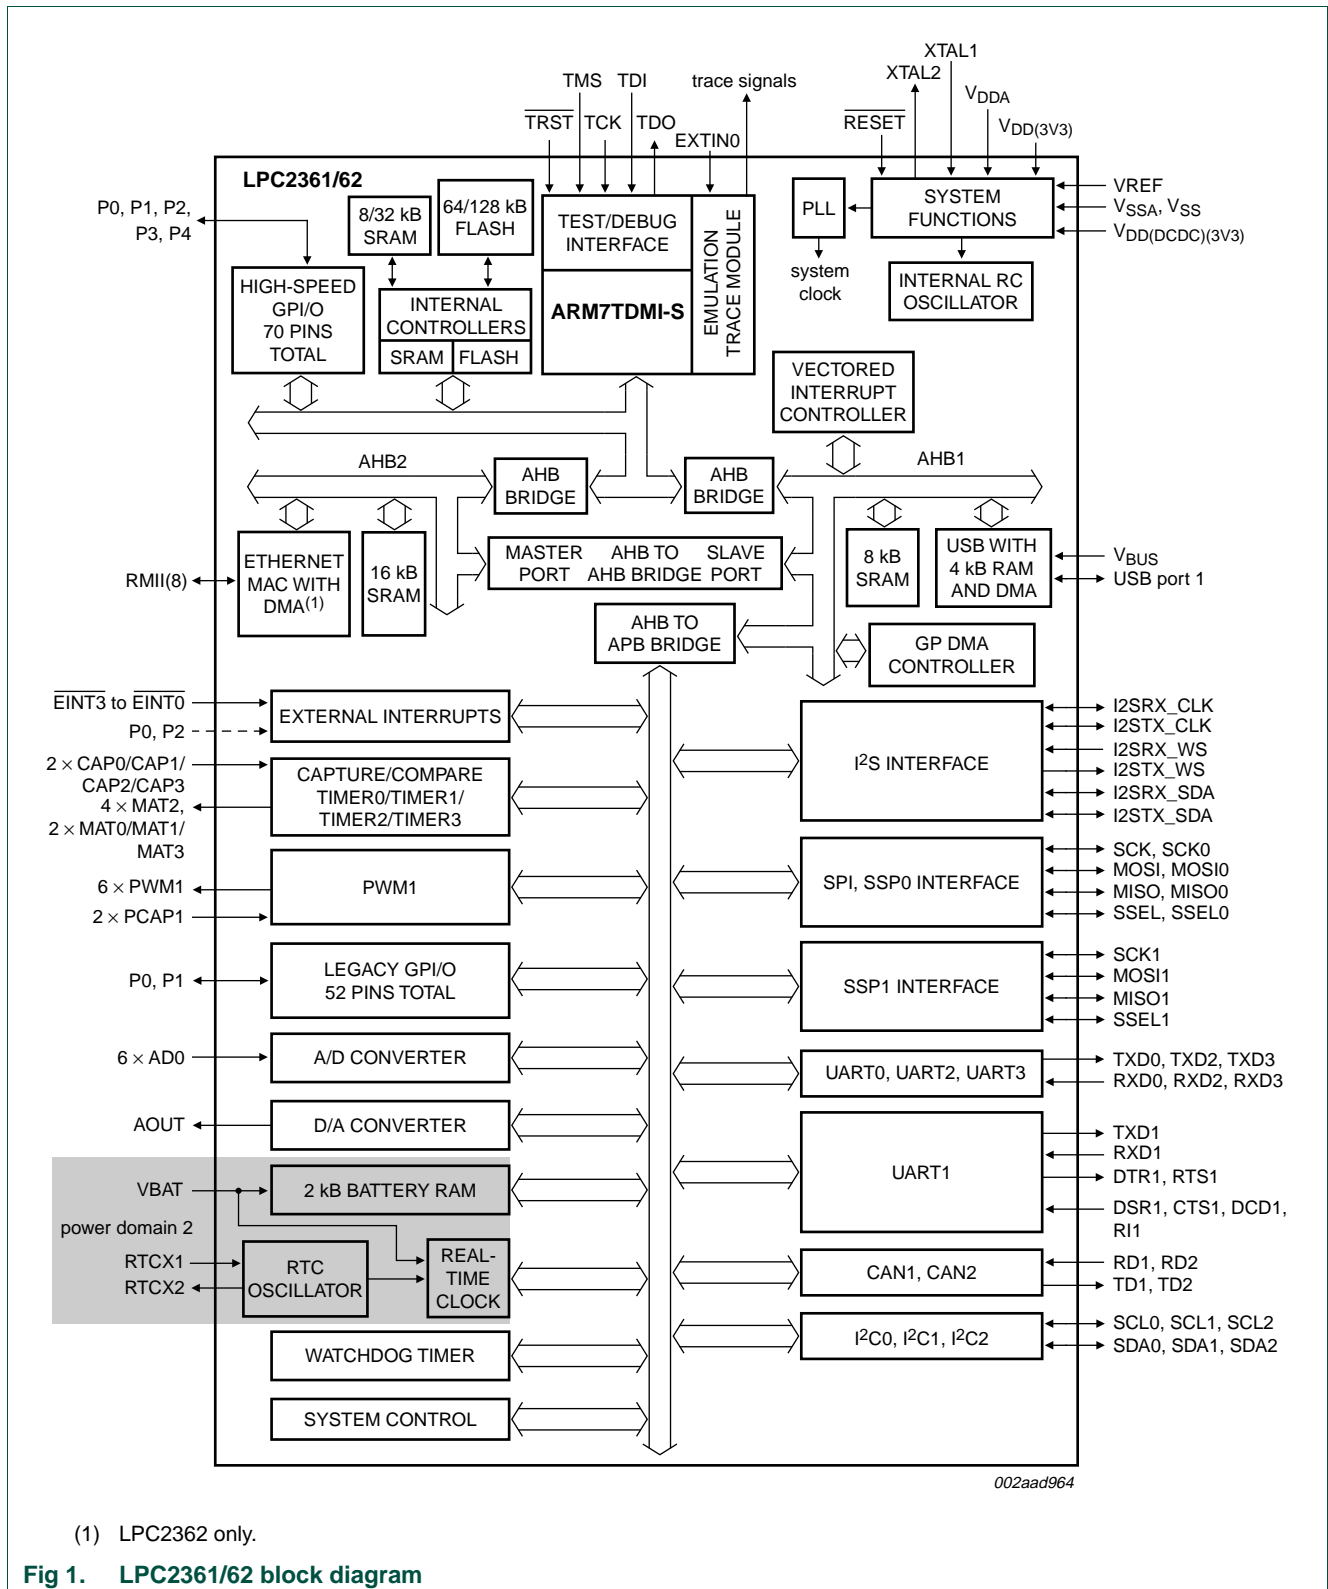 XTAL1
XTAL2
TMS TDI trace signals
VDDA
TRST TCK TDO
RESET
VDD(3V3)
EXTIN0
LPC2361/62
P0, P1, P2,
P3, P4
8/32 kB
SRAM
64/128 kB
FLASH
TEST/DEBUG
INTERFACE
EMULATION
TRACE MODULE
PLL
SYSTEM
FUNCTIONS
VREF
VSSA, VSS
VDD(DCDC)(3V3)
system
clock
HIGH-SPEED
GPI/O
70 PINS
TOTAL
INTERNAL
CONTROLLERS
SRAM FLASH
ARM7TDMI-S
INTERNAL RC
OSCILLATOR
VECTORED
INTERRUPT
CONTROLLER
AHB2
AHB
BRIDGE
AHB
BRIDGE
AHB1
RMII(8)
ETHERNET
MAC WITH
DMA(1)
16 kB
SRAM
MASTER
PORT
AHB TO
AHB BRIDGE
SLAVE
PORT
8 kB
SRAM
USB WITH
4 kB RAM
AND DMA
VBUS
USB port 1
AHB TO
APB BRIDGE
GP DMA
CONTROLLER
EINT3 to EINT0
P0, P2
EXTERNAL INTERRUPTS
I2SRX_CLK
I2STX_CLK
I2SRX_WS
I2STX_WS
I2SRX_SDA
I2STX_SDA
I2S INTERFACE
2 × CAP0/CAP1/
CAP2/CAP3
4 × MAT2,
2 × MAT0/MAT1/
MAT3
CAPTURE/COMPARE
TIMER0/TIMER1/
TIMER2/TIMER3
SPI, SSP0 INTERFACE
SCK, SCK0
MOSI, MOSI0
MISO, MISO0
SSEL, SSEL0
6 × PWM1
2 × PCAP1
PWM1
P0, P1
LEGACY GPI/O
52 PINS TOTAL
SSP1 INTERFACE
SCK1
MOSI1
MISO1
SSEL1
6 × AD0
A/D CONVERTER
UART0, UART2, UART3
TXD0, TXD2, TXD3
RXD0, RXD2, RXD3
AOUT
D/A CONVERTER
UART1
TXD1
RXD1
DTR1, RTS1
DSR1, CTS1, DCD1,
RI1
VBAT
2 kB BATTERY RAM
power domain 2
RTCX1
RTCX2
RTC
OSCILLATOR
REAL-
TIME
CLOCK
CAN1, CAN2
RD1, RD2
TD1, TD2
WATCHDOG TIMER
I2C0, I2C1, I2C2
SCL0, SCL1, SCL2
SDA0, SDA1, SDA2
SYSTEM CONTROL
002aad964
(1) LPC2362 only.
Fig 1. LPC2361/62 block diagram